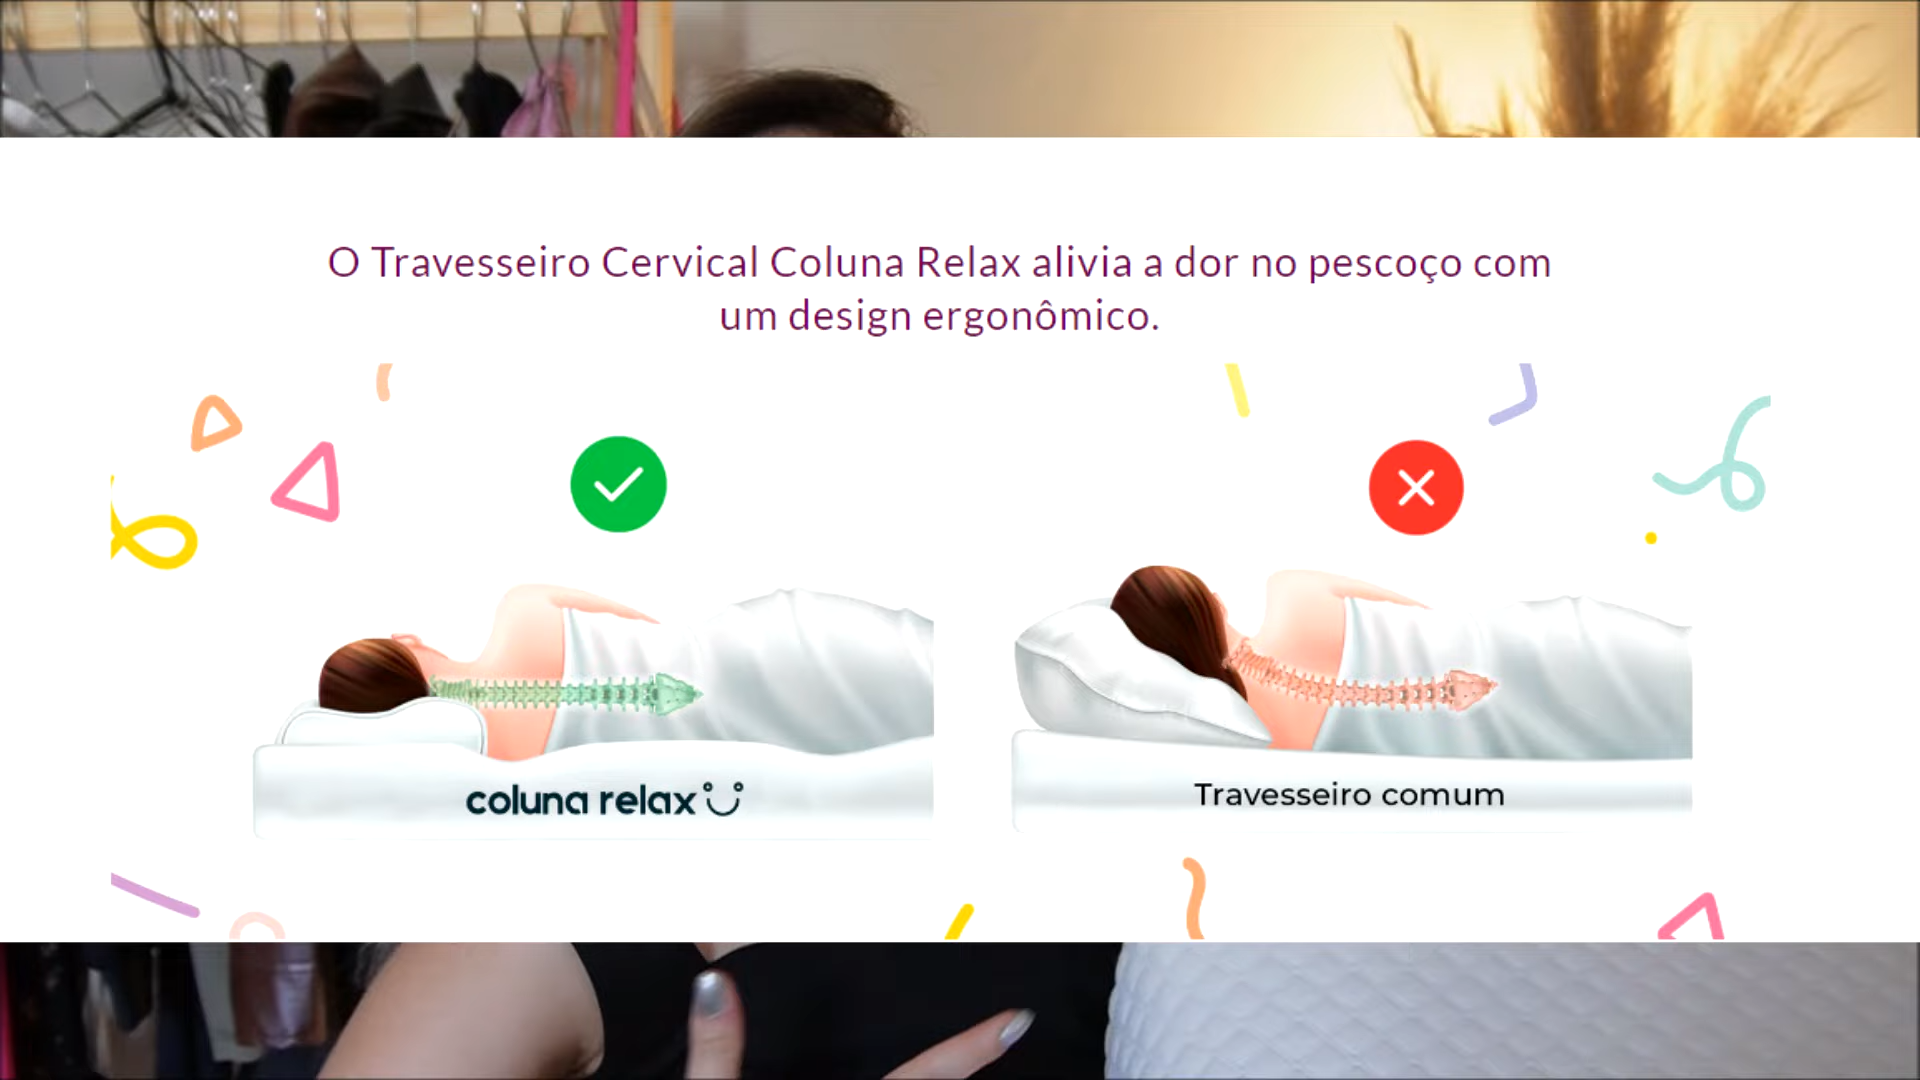 O Travesseiro Cervical Coluna Relax alivia a dor no pescoço com
um design ergonômico.
coluna relax
Travesseiro comum